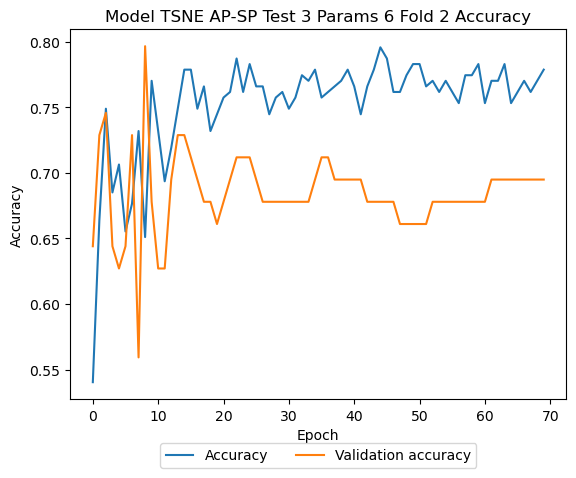 Model TSNE AP-SP Test 3 Params 6 Fold 2 Accuracy
0.80
0.75
0.70
0.65
0.60
0.55
Accuracy
0 10 20 30 40 50 60 70
Epoch
Accuracy Validation accuracy